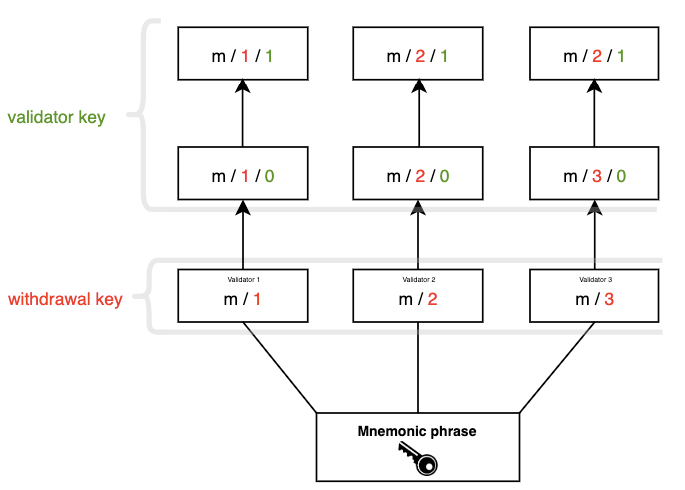 m / 1 / 1
m / 2 / 1
m / 2 / 1
validator key
m / 1 / 0
m / 2 / 0
m / 3 / 0
Validator 1
Validator 2
Validator 3
withdrawal key
m / 1
m / 2
m / 3
Mnemonic phrase